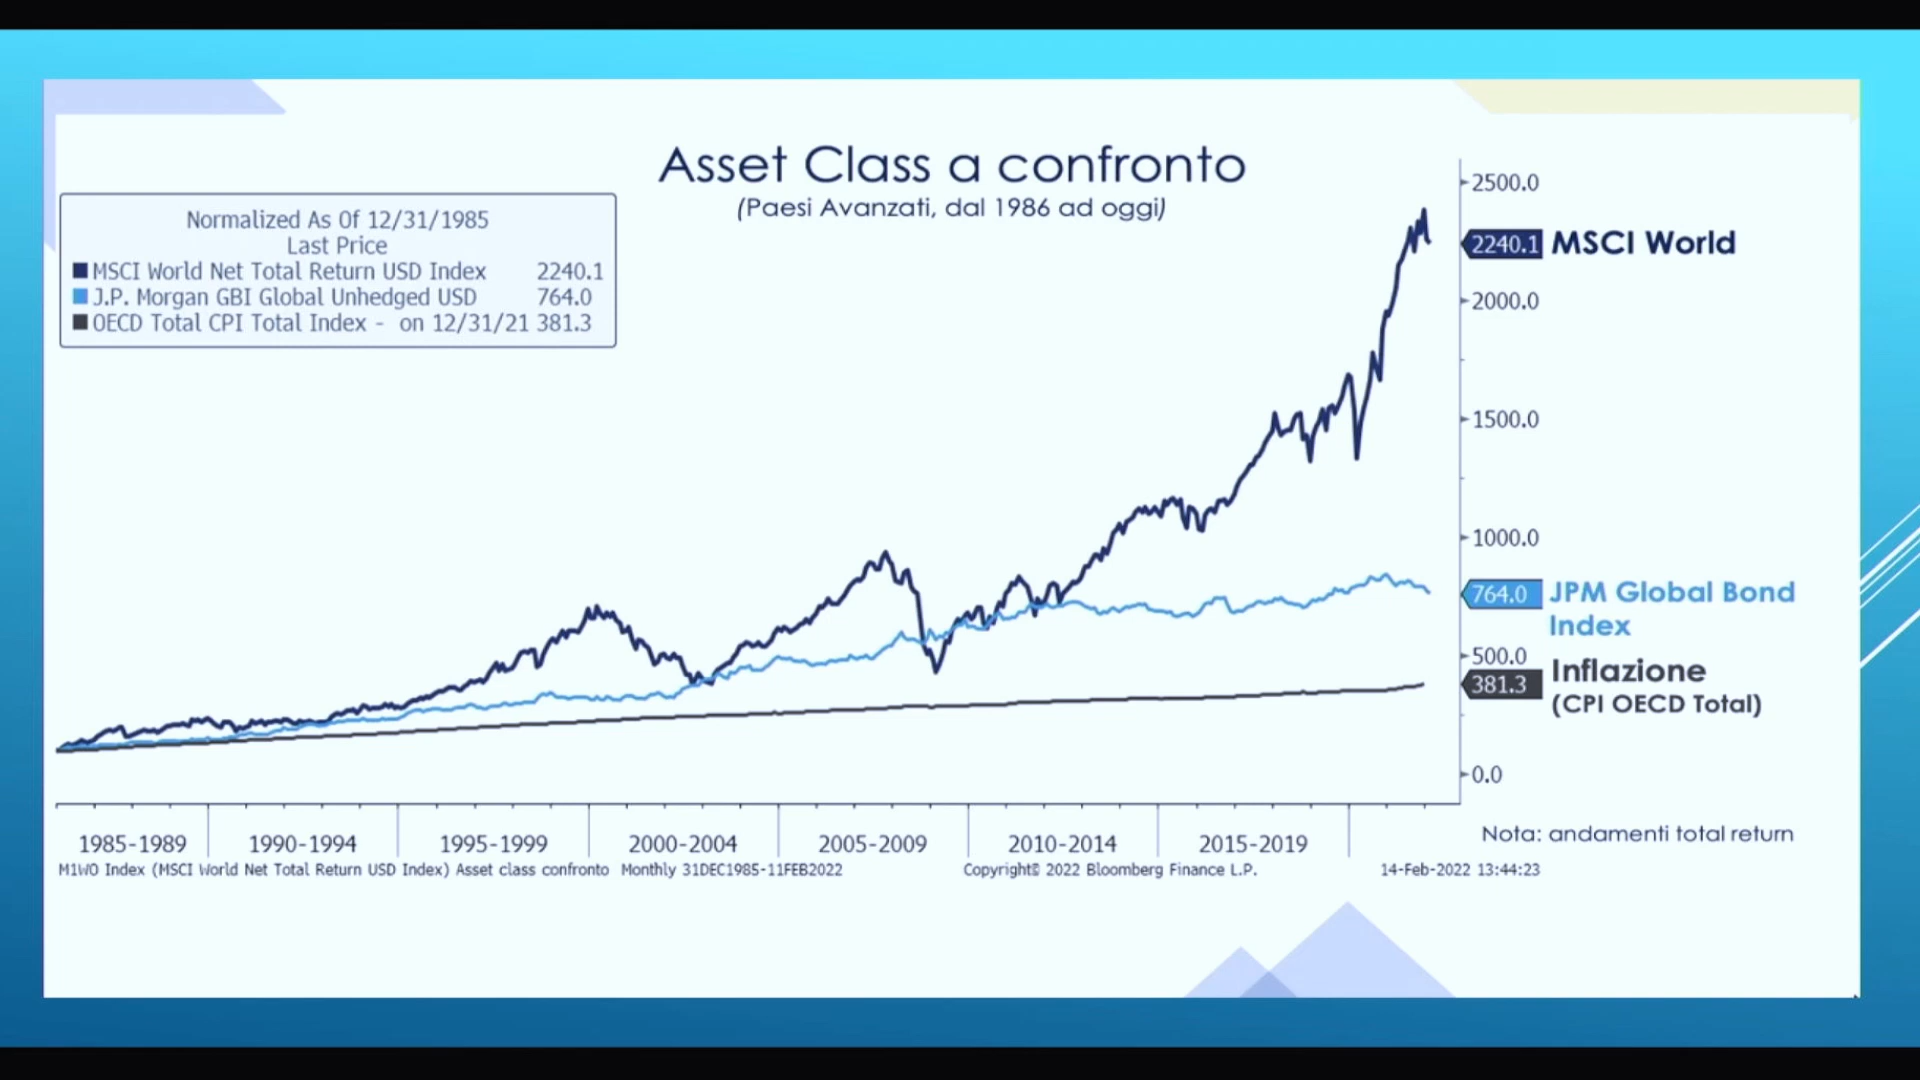 Asset Class a confronto
(Paesi Avanzati, dal 1986 ad oggi)
Normalized As Of 12/31/1985
Last Price
MSCI World Net Total Return USD Index 2240.1
J.P. Morgan GBI Global Unhedged USD 764.0
OECD Total CPI Total Index - on 12/31/21 381.3
2500.0
2240.1 MSCI World
2000.0
1500.0
1000.0
764.0 JPM Global Bond
Index
500.0
381.3 Inflazione
(CPI OECD Total)
0.0
1985-1989 1990-1994 1995-1999 2000-2004 2005-2009 2010-2014 2015-2019
Nota: andamenti total return
M1WO Index (MSCI World Net Total Return USD Index) Asset class confronto Monthly 31DEC1985-11FEB2022 Copyright© 2022 Bloomberg Finance L.P. 14-Feb-2022 13:44:23